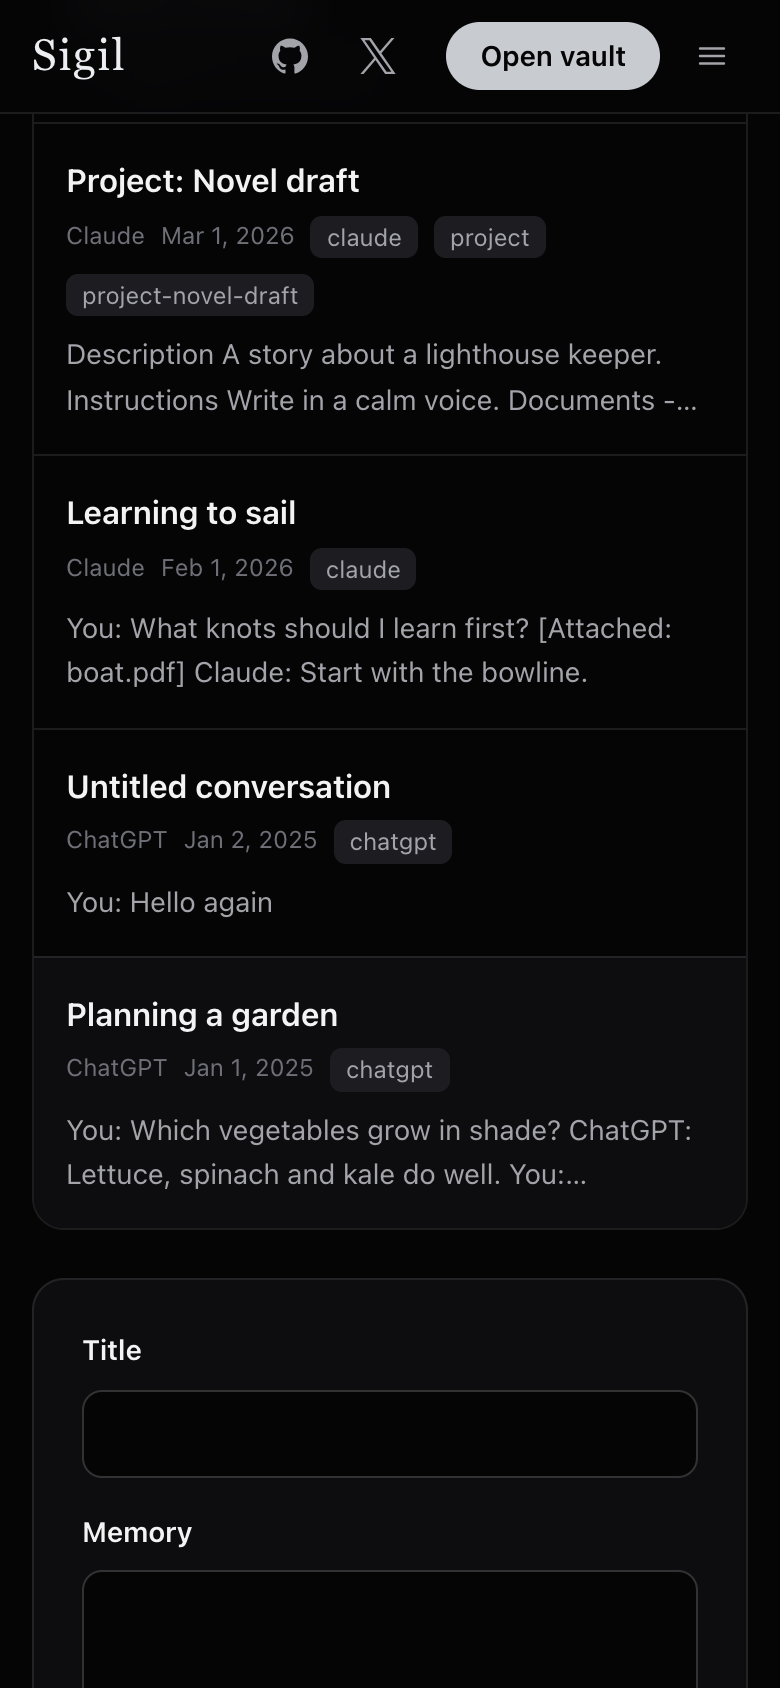 Sigil
Open vault
Project: Novel draft
Claude Mar 1, 2026 claude project
project-novel-draft
Description A story about a lighthouse keeper.
Instructions Write in a calm voice. Documents -...
Learning to sail
Claude Feb 1, 2026 claude
You: What knots should I learn first? [Attached:
boat.pdf] Claude: Start with the bowline.
Untitled conversation
ChatGPT Jan 2, 2025 chatgpt
You: Hello again
Planning a garden
ChatGPT Jan 1, 2025 chatgpt
You: Which vegetables grow in shade? ChatGPT:
Lettuce, spinach and kale do well. You:...
Title
Memory